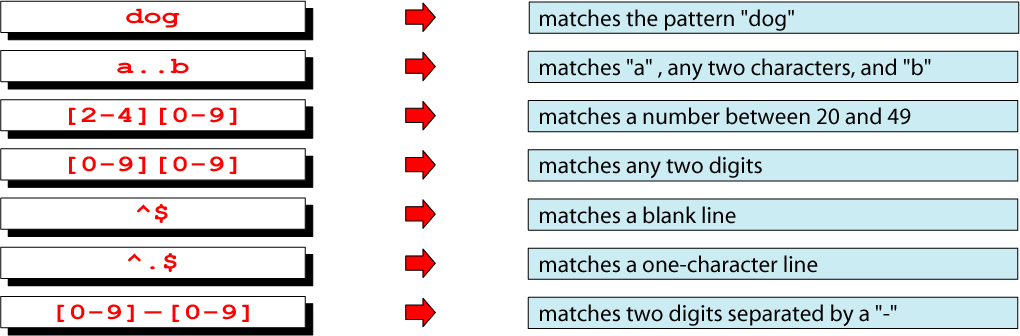 dog matches the pattern "dog"
a..b matches "a" , any two characters, and "b"
[2-4][0-9] matches a number between 20 and 49
[0-9][0-9] matches any two digits
^$ matches a blank line
^.$ matches a one-character line
[0-9]—[0-9] matches two digits separated by a "-"